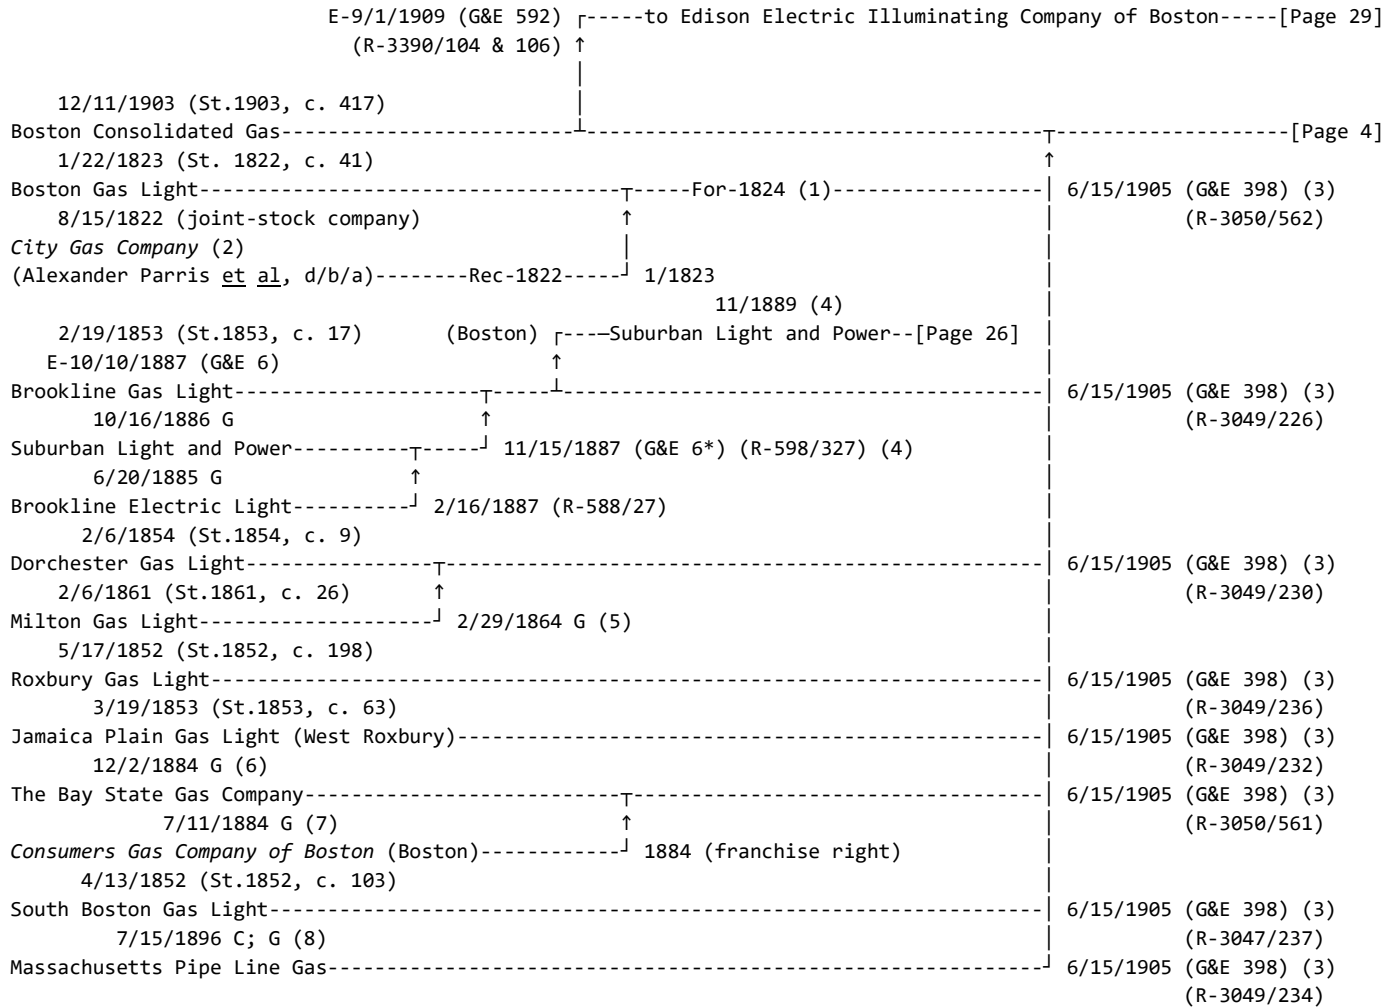 E-9/1/1909 (G&E 592) ┌-----to Edison Electric Illuminating Company of Boston-----[Page 29]
(R-3390/104 & 106) ↑
12/11/1903 (St.1903, c. 417)
Boston Consolidated Gas-------------------------┴----------------------------------------┬--------------------[Page 4]
1/22/1823 (St. 1822, c. 41) ↑
Boston Gas Light------------------------------------┬-----For-1824 (1)------------------| 6/15/1905 (G&E 398) (3)
8/15/1822 (joint-stock company) ↑ (R-3050/562)
City Gas Company (2)
(Alexander Parris et al, d/b/a)--------Rec-1822-----┘ 1/1823
11/1889 (4)
2/19/1853 (St.1853, c. 17) (Boston) ┌---—Suburban Light and Power--[Page 26]
E-10/10/1887 (G&E 6) ↑
Brookline Gas Light---------------------┬-----┴-----------------------------------------| 6/15/1905 (G&E 398) (3)
10/16/1886 G ↑ (R-3049/226)
Suburban Light and Power----------┬-----┘ 11/15/1887 (G&E 6*) (R-598/327) (4)
6/20/1885 G ↑
Brookline Electric Light----------┘ 2/16/1887 (R-588/27)
2/6/1854 (St.1854, c. 9)
Dorchester Gas Light----------------┬---------------------------------------------------| 6/15/1905 (G&E 398) (3)
2/6/1861 (St.1861, c. 26) ↑ (R-3049/230)
Milton Gas Light--------------------┘ 2/29/1864 G (5)
5/17/1852 (St.1852, c. 198)
Roxbury Gas Light-----------------------------------------------------------------------| 6/15/1905 (G&E 398) (3)
3/19/1853 (St.1853, c. 63) (R-3049/236)
Jamaica Plain Gas Light (West Roxbury)--------------------------------------------------| 6/15/1905 (G&E 398) (3)
12/2/1884 G (6) (R-3049/232)
The Bay State Gas Company---------------------------┬-----------------------------------| 6/15/1905 (G&E 398) (3)
7/11/1884 G (7) ↑ (R-3050/561)
Consumers Gas Company of Boston (Boston)------------┘ 1884 (franchise right)
4/13/1852 (St.1852, c. 103)
South Boston Gas Light------------------------------------------------------------------| 6/15/1905 (G&E 398) (3)
7/15/1896 C; G (8) (R-3047/237)
Massachusetts Pipe Line Gas-------------------------------------------------------------┘ 6/15/1905 (G&E 398) (3)
(R-3049/234)